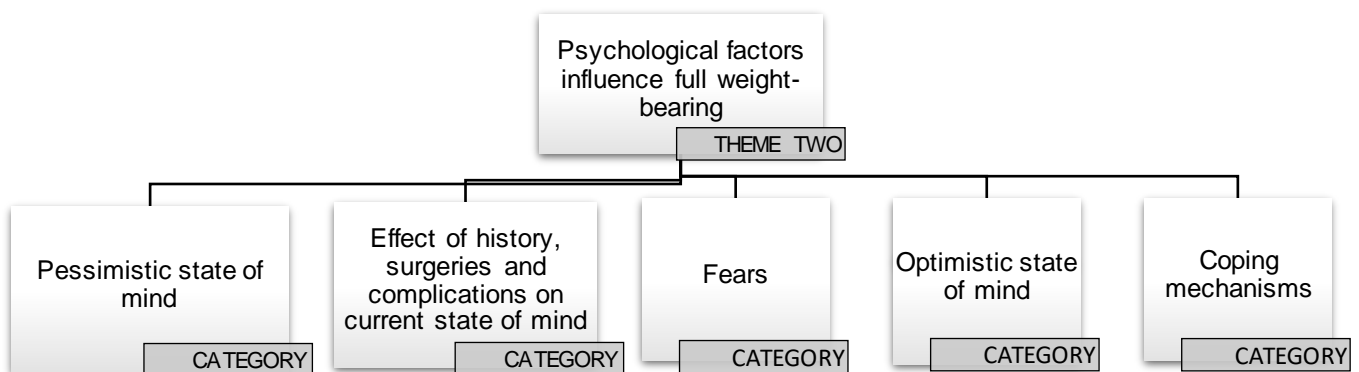 Psychological factors
influence full weight-
bearing
THEME TWO
Pessimistic state of
mind
CATEGORY
Effect of history,
surgeries and
complications on
current state of mind
CATEGORY
Fears
CATEGORY
Optimistic state
of mind
CATEGORY
Coping
mechanisms
CATEGORY